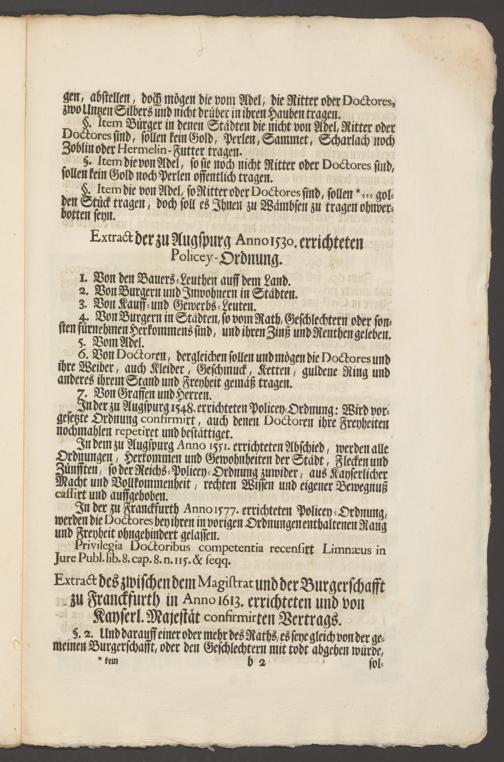 gen, abstellen, doch mögen die vom Adel, die Ritter oder Doctores,
zwo Untzen Silbers und nicht drüber in ihren Hauben tragen.
§. Item Bürger in denen Städten die nicht von Adel, Ritter oder
Doctores sind, sollen kein Gold, Perlen, Sammet, Scharlach noch
Zoblin oder Hermelin-Futter tragen.
§. Item die von Adel, so sie noch nicht Ritter oder Doctores sind,
sollen kein Gold noch Perlen offentlich tragen.
§. Item die von Adel, so Ritter oder Doctores sind, sollen *--- gol-
den Stück tragen, doch soll es Ihnen zu Wambsen zu tragen ohnver-
botten seyn.
Extract der zu Augspurg Anno 1530. errichteten
Policey-Ordnung.
1. Von den Bauers-Leuthen auff dem Land.
2. Von Burgern und Inwohnern in Städten.
3. Von Kauff- und Gewerbs-Leuten.
4. Von Burgern in Städten, so vom Rath, Geschlechtern oder son-
sten fürnehmen Herkommens sind, und ihren Zinß und Renthen geleben.
5. Vom Adel.
6. Von Doctoren, dergleichen sollen und mögen die Doctores und
ihre Weiber, auch Kleider, Geschmuck, Ketten, guldene Ring und
anderes ihrem Stand und Freyheit gemäß tragen.
7. Von Graffen und Herren.
In der zu Augspurg 1548. errichteten Policey-Ordnung: Wird vor-
gesetzte Ordnung confirmirt, auch denen Doctoren ihre Freyheiten
nochmahlen repetiret und bestättiget.
In dem zu Augspurg Anno 1551. errichteten Abschied, werden alle
Ordnungen, Herkommen und Gewohnheiten der Städt, Flecken und
Zünfften, so der Reichs-Policey-Ordnung zuwider, aus Kayserlicher
Macht und Vollkommenheit, rechten Wissen und eigener Bewegnuß
cassirt und auffgehoben.
In der zu Franckfurth Anno 1577. errichteten Policey-Ordnung,
werden die Doctores bey ihren in vorigen Ordnungen enthaltenen Rang
und Freyheit ohngehindert gelassen.
Privilegia Doctoribus competentia recensirt Limnæus in
Jure Publ. lib. 8. cap. 8. n. 115. & seqq.
Extract des zwischen dem Magistrat und der Burgerschafft
zu Franckfurth in Anno 1613. errichteten und von
Kayserl. Majestät confirmirten Vertrags.
§. 2. Und darauff einer oder mehr des Raths, es seye gleich von der ge-
meinen Burgerschafft, oder den Geschlechtern mit todt abgehen würde,
* kein b 2 sol-